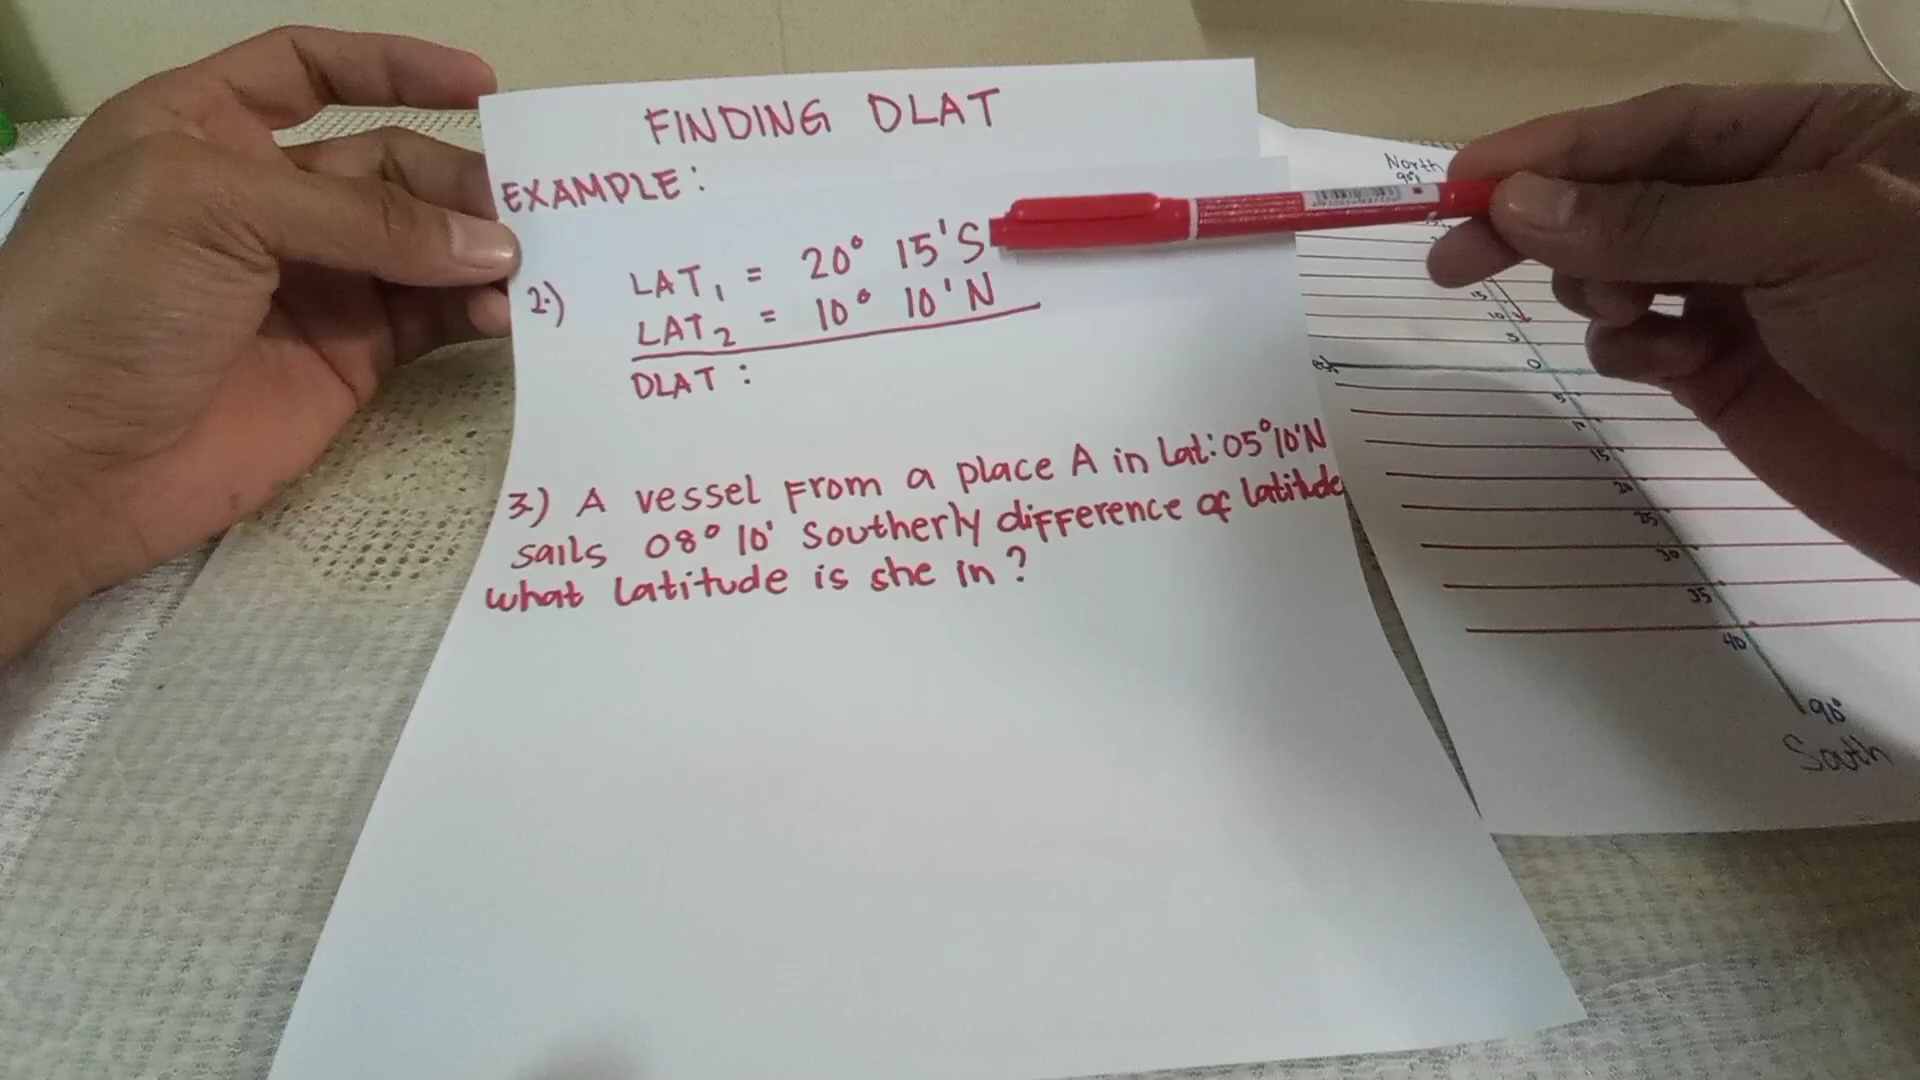 FINDING DLAT
EXAMPLE:
2.) LAT1 = 20° 15'S
LAT2 = 10° 10'N
DLAT:
3.) A vessel from a place A in Lat: 05°10'N
sails 08° 10' Southerly difference of latitude
what latitude is she in?
North
90°
15
10
5
0
5
10
15
20
25
30
35
40
90°
South